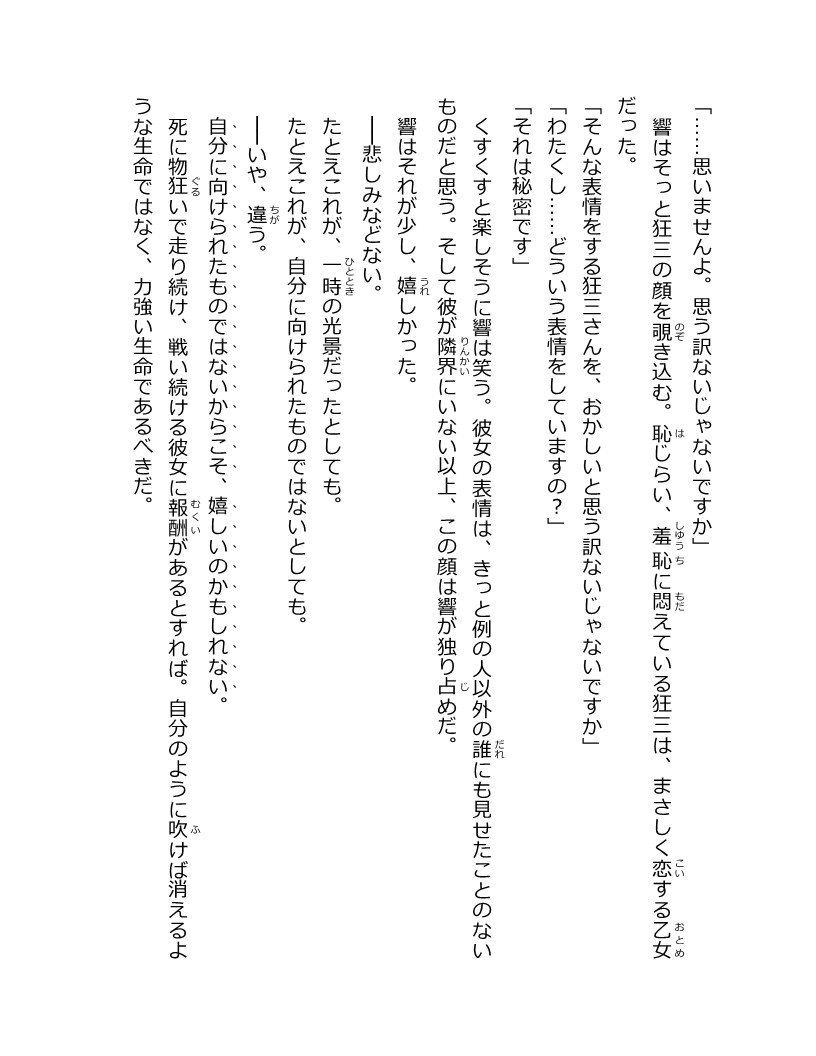 「……思いませんよ。思う訳ないじゃないですか」
響はそっと狂三の顔を覗き込む。恥じらい、羞恥に悶えている狂三は、まさしく恋する乙女
だった。
「そんな表情をする狂三さんを、おかしいと思う訳ないじゃないですか」
「わたくし……どういう表情をしていますの？」
「それは秘密です」
くすくすと楽しそうに響は笑う。彼女の表情は、きっと例の人以外の誰にも見せたことのない
ものだと思う。そして彼が隣界にいない以上、この顔は響が独り占めだ。
響はそれが少し、嬉しかった。
――悲しみなどない。
たとえこれが、一時の光景だったとしても。
たとえこれが、自分に向けられたものではないとしても。
――いや、違う。
自分に向けられたものではないからこそ、嬉しいのかもしれない。
死に物狂いで走り続け、戦い続ける彼女に報酬があるとすれば。自分のように吹けば消えるよ
うな生命ではなく、力強い生命であるべきだ。